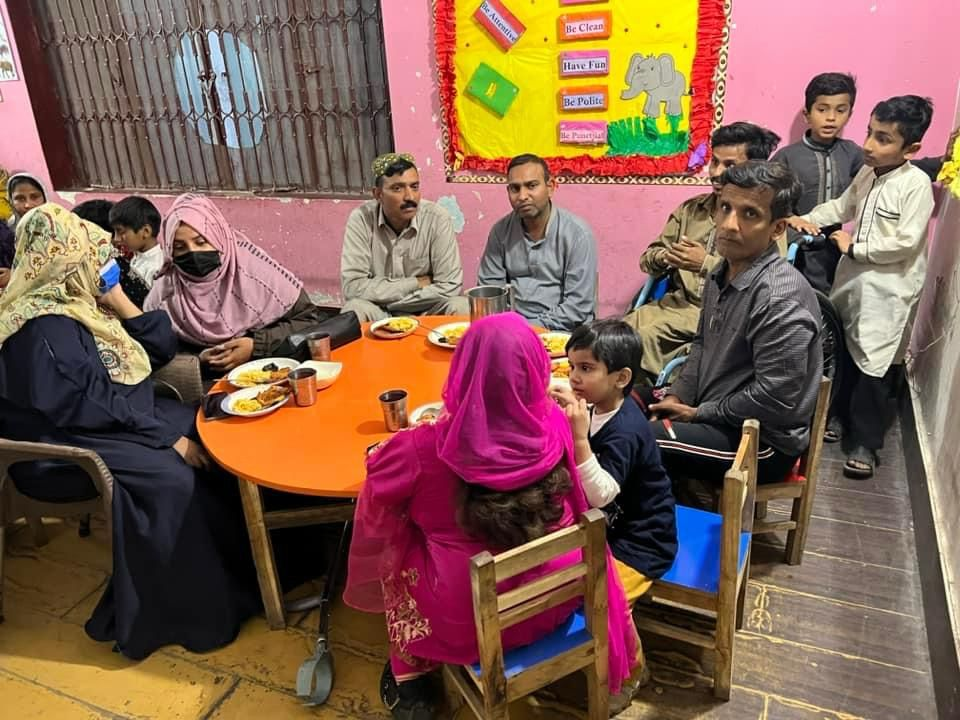 Be Attentive
Be Clean
Have Fun
Be Polite
Be Punctual